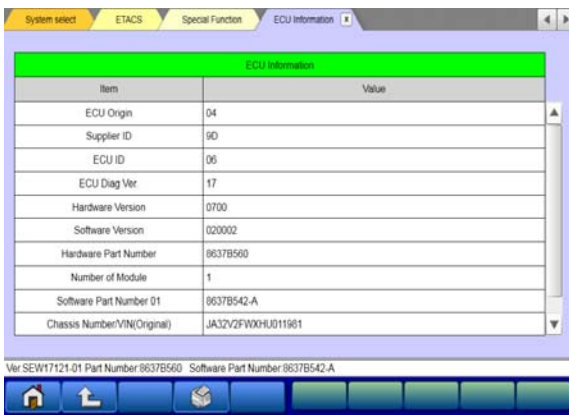 System select ETACS Special Function ECU Information x
ECU Information
Item Value
ECU Origin 04
Supplier ID 9D
ECU ID 06
ECU Diag Ver. 17
Hardware Version 0700
Software Version 020002
Hardware Part Number 8637B560
Number of Module 1
Software Part Number 01 8637B542-A
Chassis Number/VIN(Original) JA32V2FWXHU011981
Ver.SEW17121-01 Part Number:8637B560 Software Part Number:8637B542-A